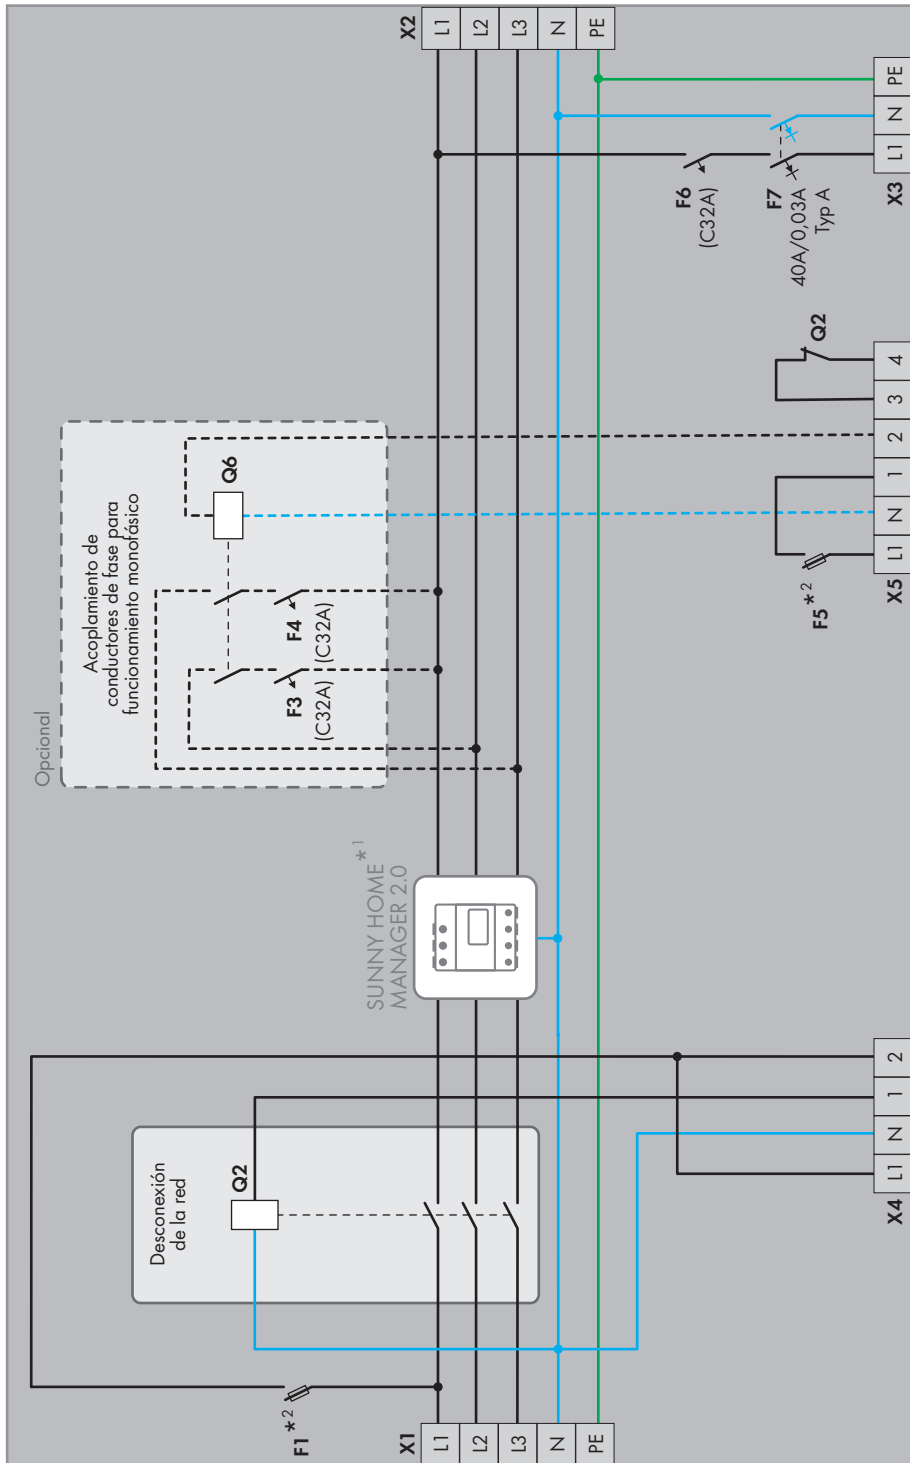 Opcional
Acoplamiento de
conductores de fase para
funcionamiento monofásico
Q6
F4
(C32A)
F3
(C32A)
Desconexión
de la red
Q2
SUNNY HOME
MANAGER 2.0 *1
F1 *2
X1
L1
L2
L3
N
PE
X2
L1
L2
L3
N
PE
F6
(C32A)
F7
40A/0,03A
Typ A
X4
L1
N
1
2
F5 *2
Q2
X5
L1
N
1
2
3
4
X3
L1
N
PE